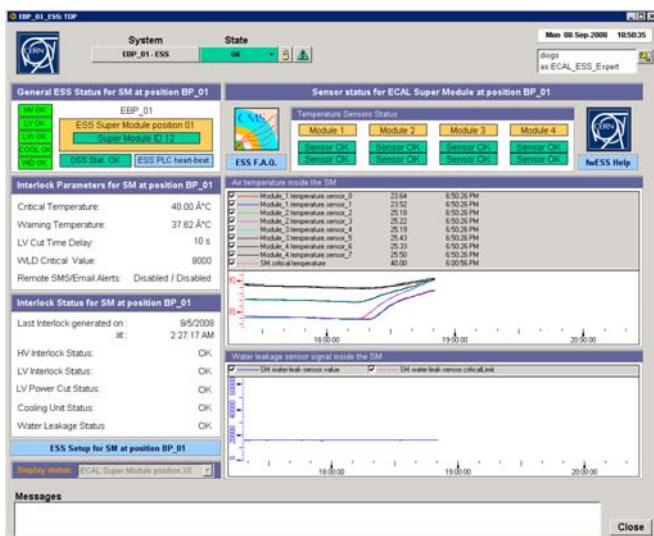 EBP_01_ESS: TOP
System
State
Mon 08-Sep-2008 18:50:35
CERN
EBP_01 - ESS
OK
diogo
as ECAL_ESS_Expert
General ESS Status for SM at position BP_01
HV OK
LV OK
LVL OK
COOL OK
WD OK
EBP_01
ESS Super Module position 01
Super Module ID 12
DSS Stat. OK
ESS PLC heart-beat
Sensor status for ECAL Super Module at position BP_01
CMS
ESS F.A.Q.
Temperature Sensors Status
Module 1 Module 2 Module 3 Module 4
Sensor OK Sensor OK Sensor OK Sensor OK
Sensor OK Sensor OK Sensor OK Sensor OK
CERN
fwESS Help
Interlock Parameters for SM at position BP_01
Critical Temperature: 40.00 Â°C
Warning Temperature: 37.62 Â°C
LV Cut Time Delay: 10 s
WLD Critical Value: 8000
Remote SMS/Email Alerts: Disabled / Disabled
Air temperature inside the SM
Module_1.temperature.sensor_0 23.64 6:50:26 PM
Module_1.temperature.sensor_1 23.52 6:50:26 PM
Module_2.temperature.sensor_2 25.18 6:50:26 PM
Module_2.temperature.sensor_3 25.22 6:50:26 PM
Module_3.temperature.sensor_4 25.19 6:50:26 PM
Module_3.temperature.sensor_5 25.43 6:50:26 PM
Module_4.temperature.sensor_6 25.33 6:50:26 PM
Module_4.temperature.sensor_7 25.50 6:50:26 PM
SM.critical.temperature 40.00 6:00:56 PM
18:00:00 19:00:00 20:00:00
Interlock Status for SM at position BP_01
Last Interlock generated on : 9/5/2008
at : 2:27:17 AM
HV Interlock Status: OK
LV Interlock Status: OK
LV Power Cut Status: OK
Cooling Unit Status: OK
Water Leakage Status OK
Water leakage sensor signal inside the SM
SM.water-leak-sensor.value SM.water-leak-sensor.criticalLimit
60000
40000
20000
0
18:00:00 19:00:00 20:00:00
ESS Setup for SM at position BP_01
Display status: ECAL Super Module position XX
Messages
Close